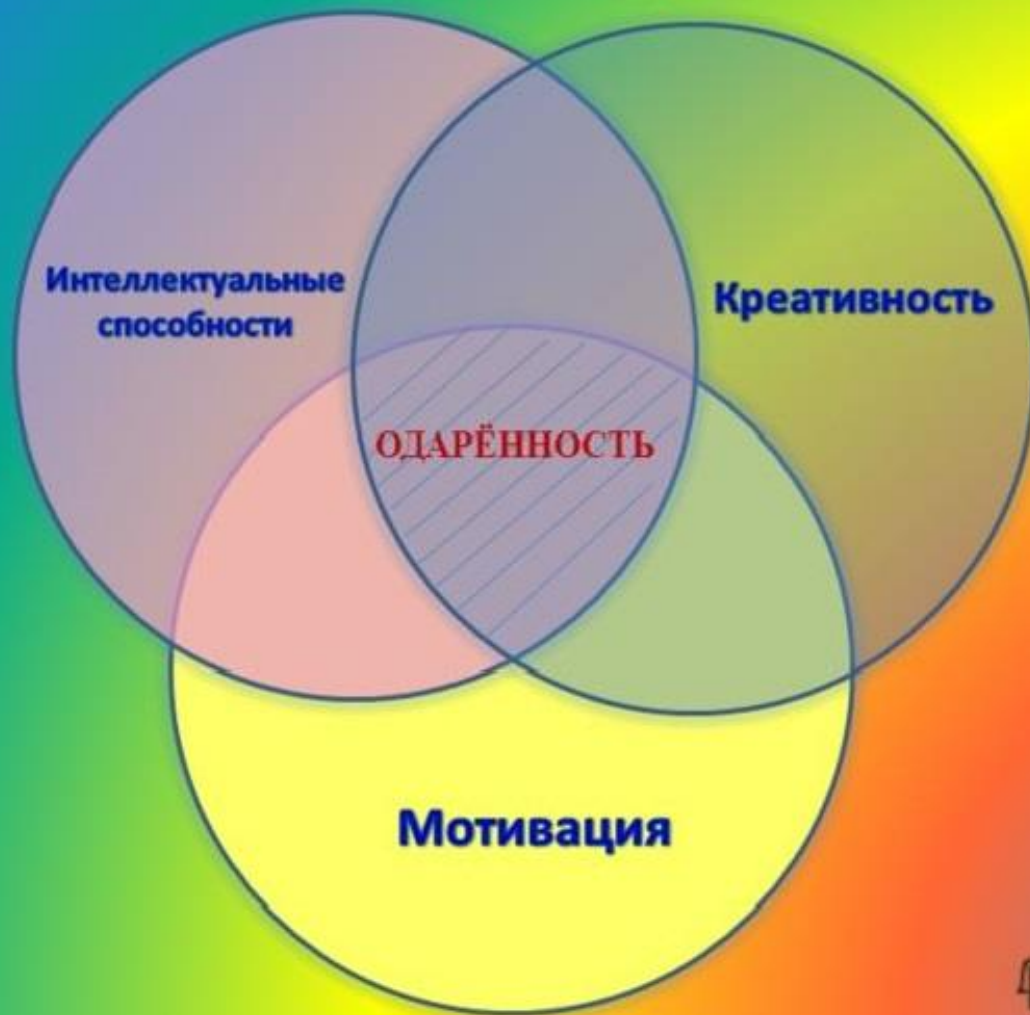 Интеллектуальные
способности
Креативность
ОДАРЁННОСТЬ
Мотивация